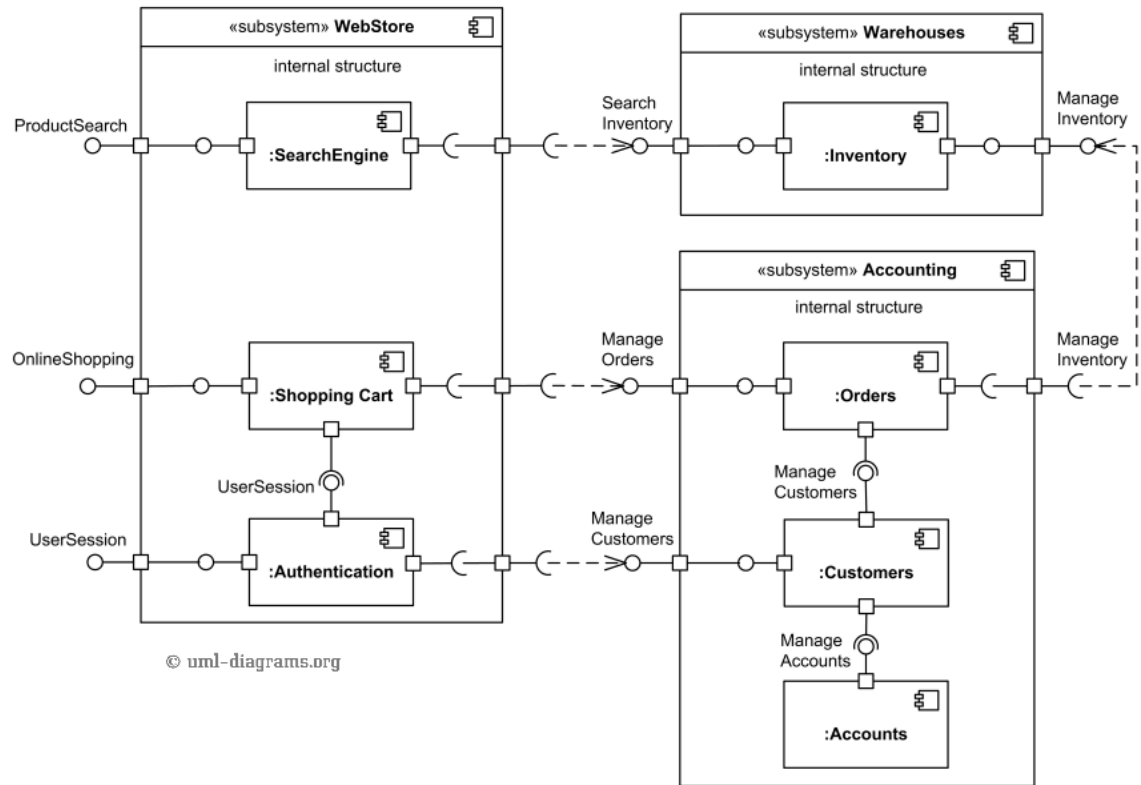 «subsystem» WebStore
internal structure
ProductSearch
:SearchEngine
OnlineShopping
:Shopping Cart
UserSession
UserSession
:Authentication
© uml-diagrams.org
«subsystem» Warehouses
internal structure
Search
Inventory
:Inventory
Manage
Inventory
«subsystem» Accounting
internal structure
Manage
Orders
:Orders
Manage
Inventory
Manage
Customers
Manage
Customers
:Customers
Manage
Accounts
:Accounts